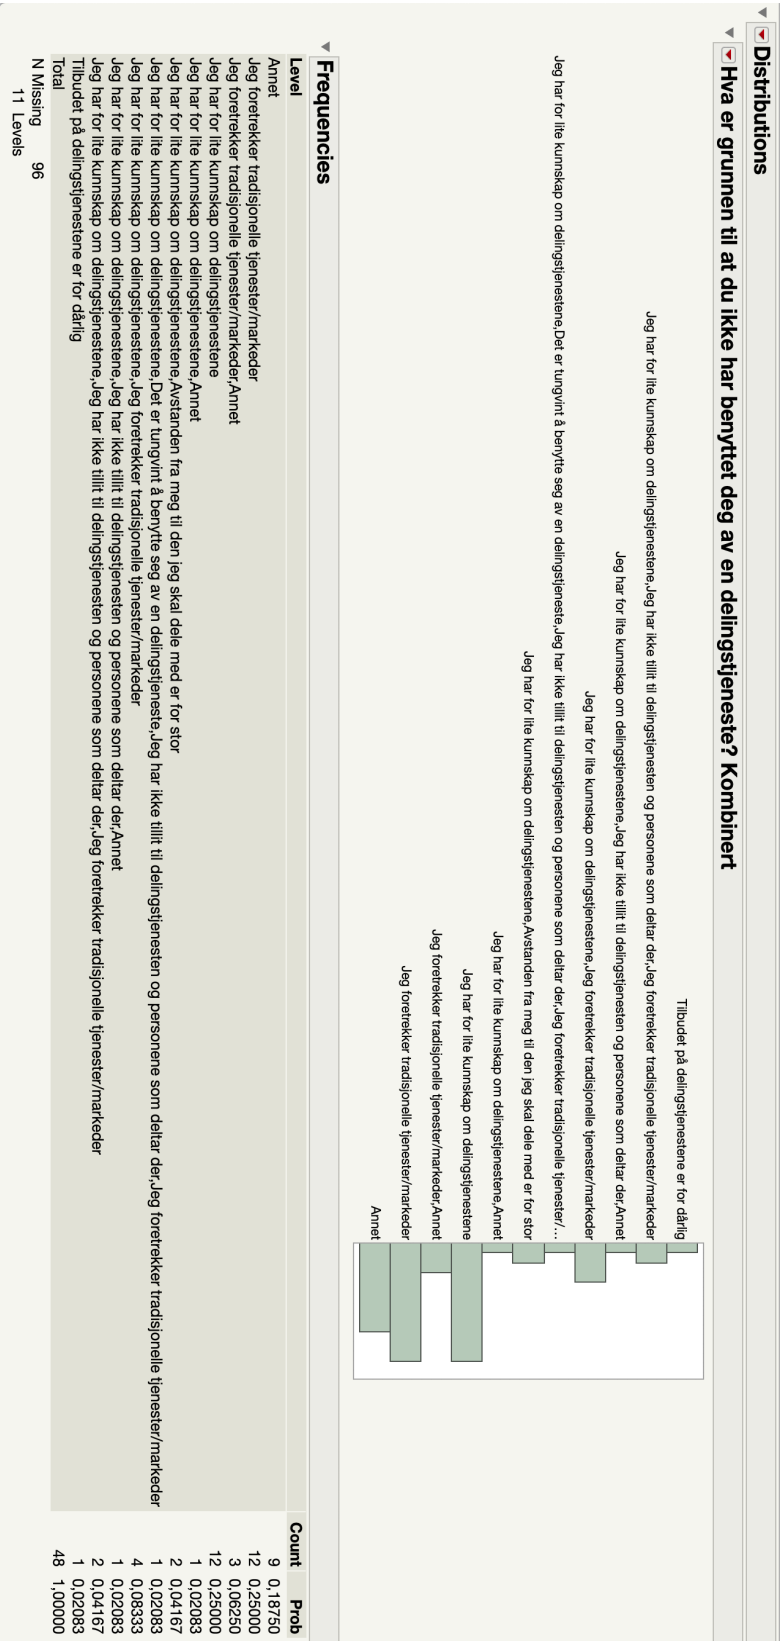 Distributions
Hva er grunnen til at du ikke har benyttet deg av en delingstjeneste? Kombinert
Tilbudet på delingstjenestene er for dårlig
Jeg har for lite kunnskap om delingstjenestene,Jeg har ikke tillit til delingstjenesten og personene som deltar der,Jeg foretrekker tradisjonelle tjenester/markeder
Jeg har for lite kunnskap om delingstjenestene,Jeg har ikke tillit til delingstjenesten og personene som deltar der,Annet
Jeg har for lite kunnskap om delingstjenestene,Jeg foretrekker tradisjonelle tjenester/markeder
Jeg har for lite kunnskap om delingstjenestene,Det er tungvint å benytte seg av en delingstjeneste,Jeg har ikke tillit til delingstjenesten og personene som deltar der,Jeg foretrekker tradisjonelle tjenester/...
Jeg har for lite kunnskap om delingstjenestene,Avstanden fra meg til den jeg skal dele med er for stor
Jeg har for lite kunnskap om delingstjenestene,Annet
Jeg har for lite kunnskap om delingstjenestene
Jeg foretrekker tradisjonelle tjenester/markeder,Annet
Jeg foretrekker tradisjonelle tjenester/markeder
Annet
Frequencies
Level Count Prob
Annet 9 0,18750
Jeg foretrekker tradisjonelle tjenester/markeder 12 0,25000
Jeg foretrekker tradisjonelle tjenester/markeder,Annet 3 0,06250
Jeg har for lite kunnskap om delingstjenestene 12 0,25000
Jeg har for lite kunnskap om delingstjenestene,Annet 1 0,02083
Jeg har for lite kunnskap om delingstjenestene,Avstanden fra meg til den jeg skal dele med er for stor 2 0,04167
Jeg har for lite kunnskap om delingstjenestene,Det er tungvint å benytte seg av en delingstjeneste,Jeg har ikke tillit til delingstjenesten og personene som deltar der,Jeg foretrekker tradisjonelle tjenester/markeder 1 0,02083
Jeg har for lite kunnskap om delingstjenestene,Jeg foretrekker tradisjonelle tjenester/markeder 4 0,08333
Jeg har for lite kunnskap om delingstjenestene,Jeg har ikke tillit til delingstjenesten og personene som deltar der,Annet 1 0,02083
Jeg har for lite kunnskap om delingstjenestene,Jeg har ikke tillit til delingstjenesten og personene som deltar der,Jeg foretrekker tradisjonelle tjenester/markeder 2 0,04167
Tilbudet på delingstjenestene er for dårlig 1 0,02083
Total 48 1,00000
N Missing 96
11 Levels